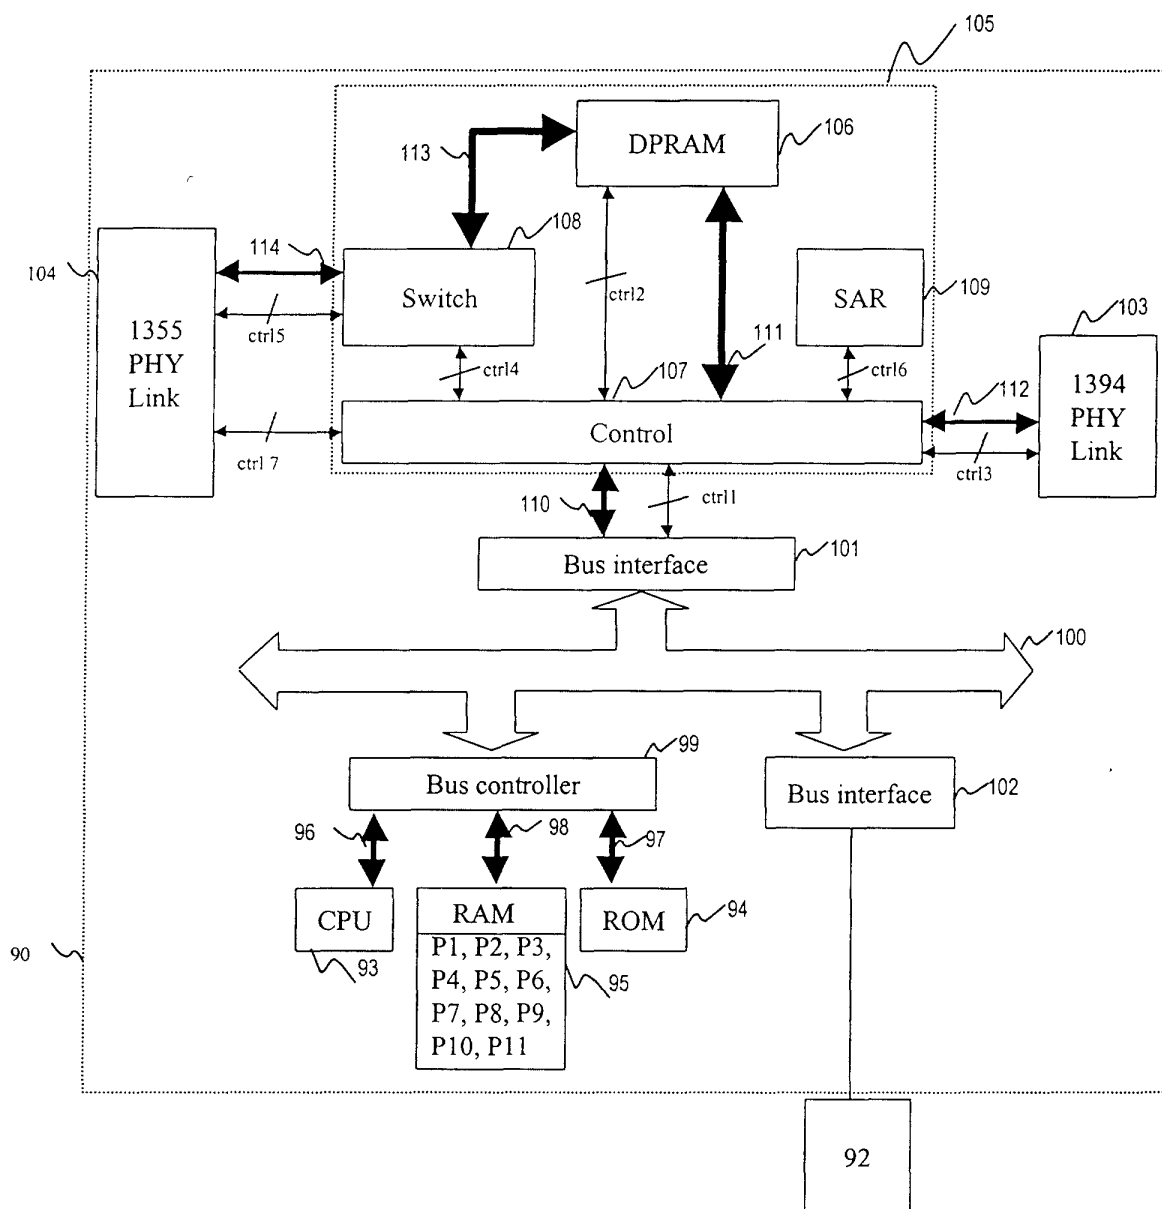 105
DPRAM
106
113
108
114
104
Switch
ctrl5
ctrl2
SAR
109
103
1355
PHY
Link
ctrl4
107
111
ctrl6
112
1394
PHY
Link
Control
ctrl 7
ctrl3
110
ctrl1
101
Bus interface
100
99
Bus controller
Bus interface
102
96
98
97
CPU
RAM
ROM
94
93
P1, P2, P3,
P4, P5, P6,
P7, P8, P9,
P10, P11
95
90
92